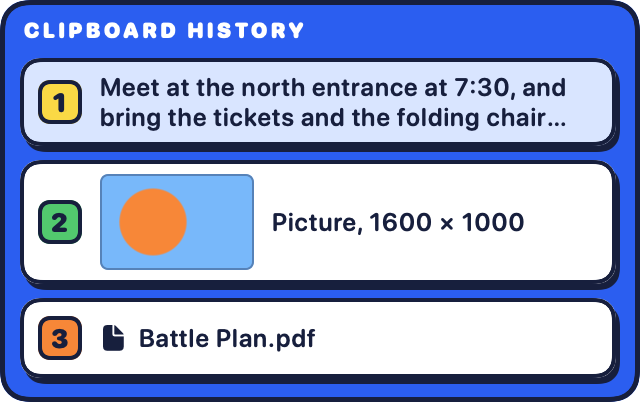 CLIPBOARD HISTORY
1
Meet at the north entrance at 7:30, and
bring the tickets and the folding chair…
2
Picture, 1600 × 1000
3
Battle Plan.pdf